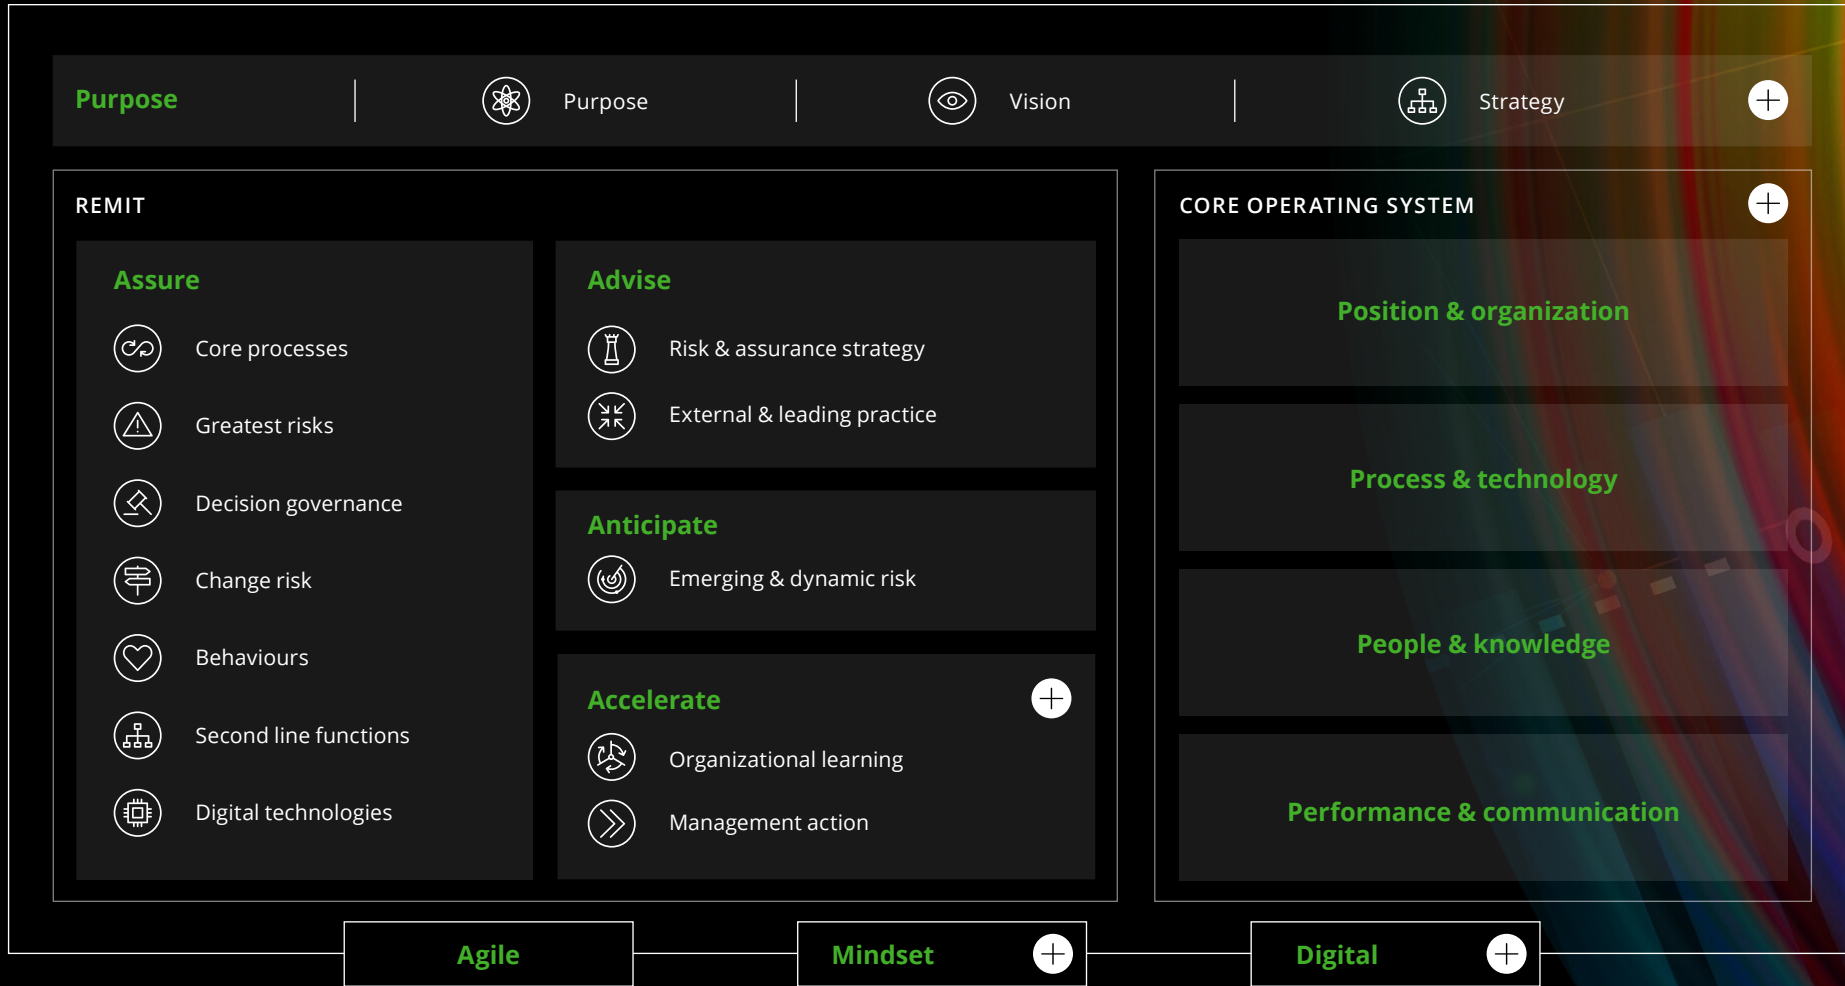 Purpose
Purpose
Vision
Strategy
REMIT
Assure
Core processes
Greatest risks
Decision governance
Change risk
Behaviours
Second line functions
Digital technologies
Advise
Risk & assurance strategy
External & leading practice
Anticipate
Emerging & dynamic risk
Accelerate
Organizational learning
Management action
CORE OPERATING SYSTEM
Position & organization
Process & technology
People & knowledge
Performance & communication
Agile
Mindset
Digital